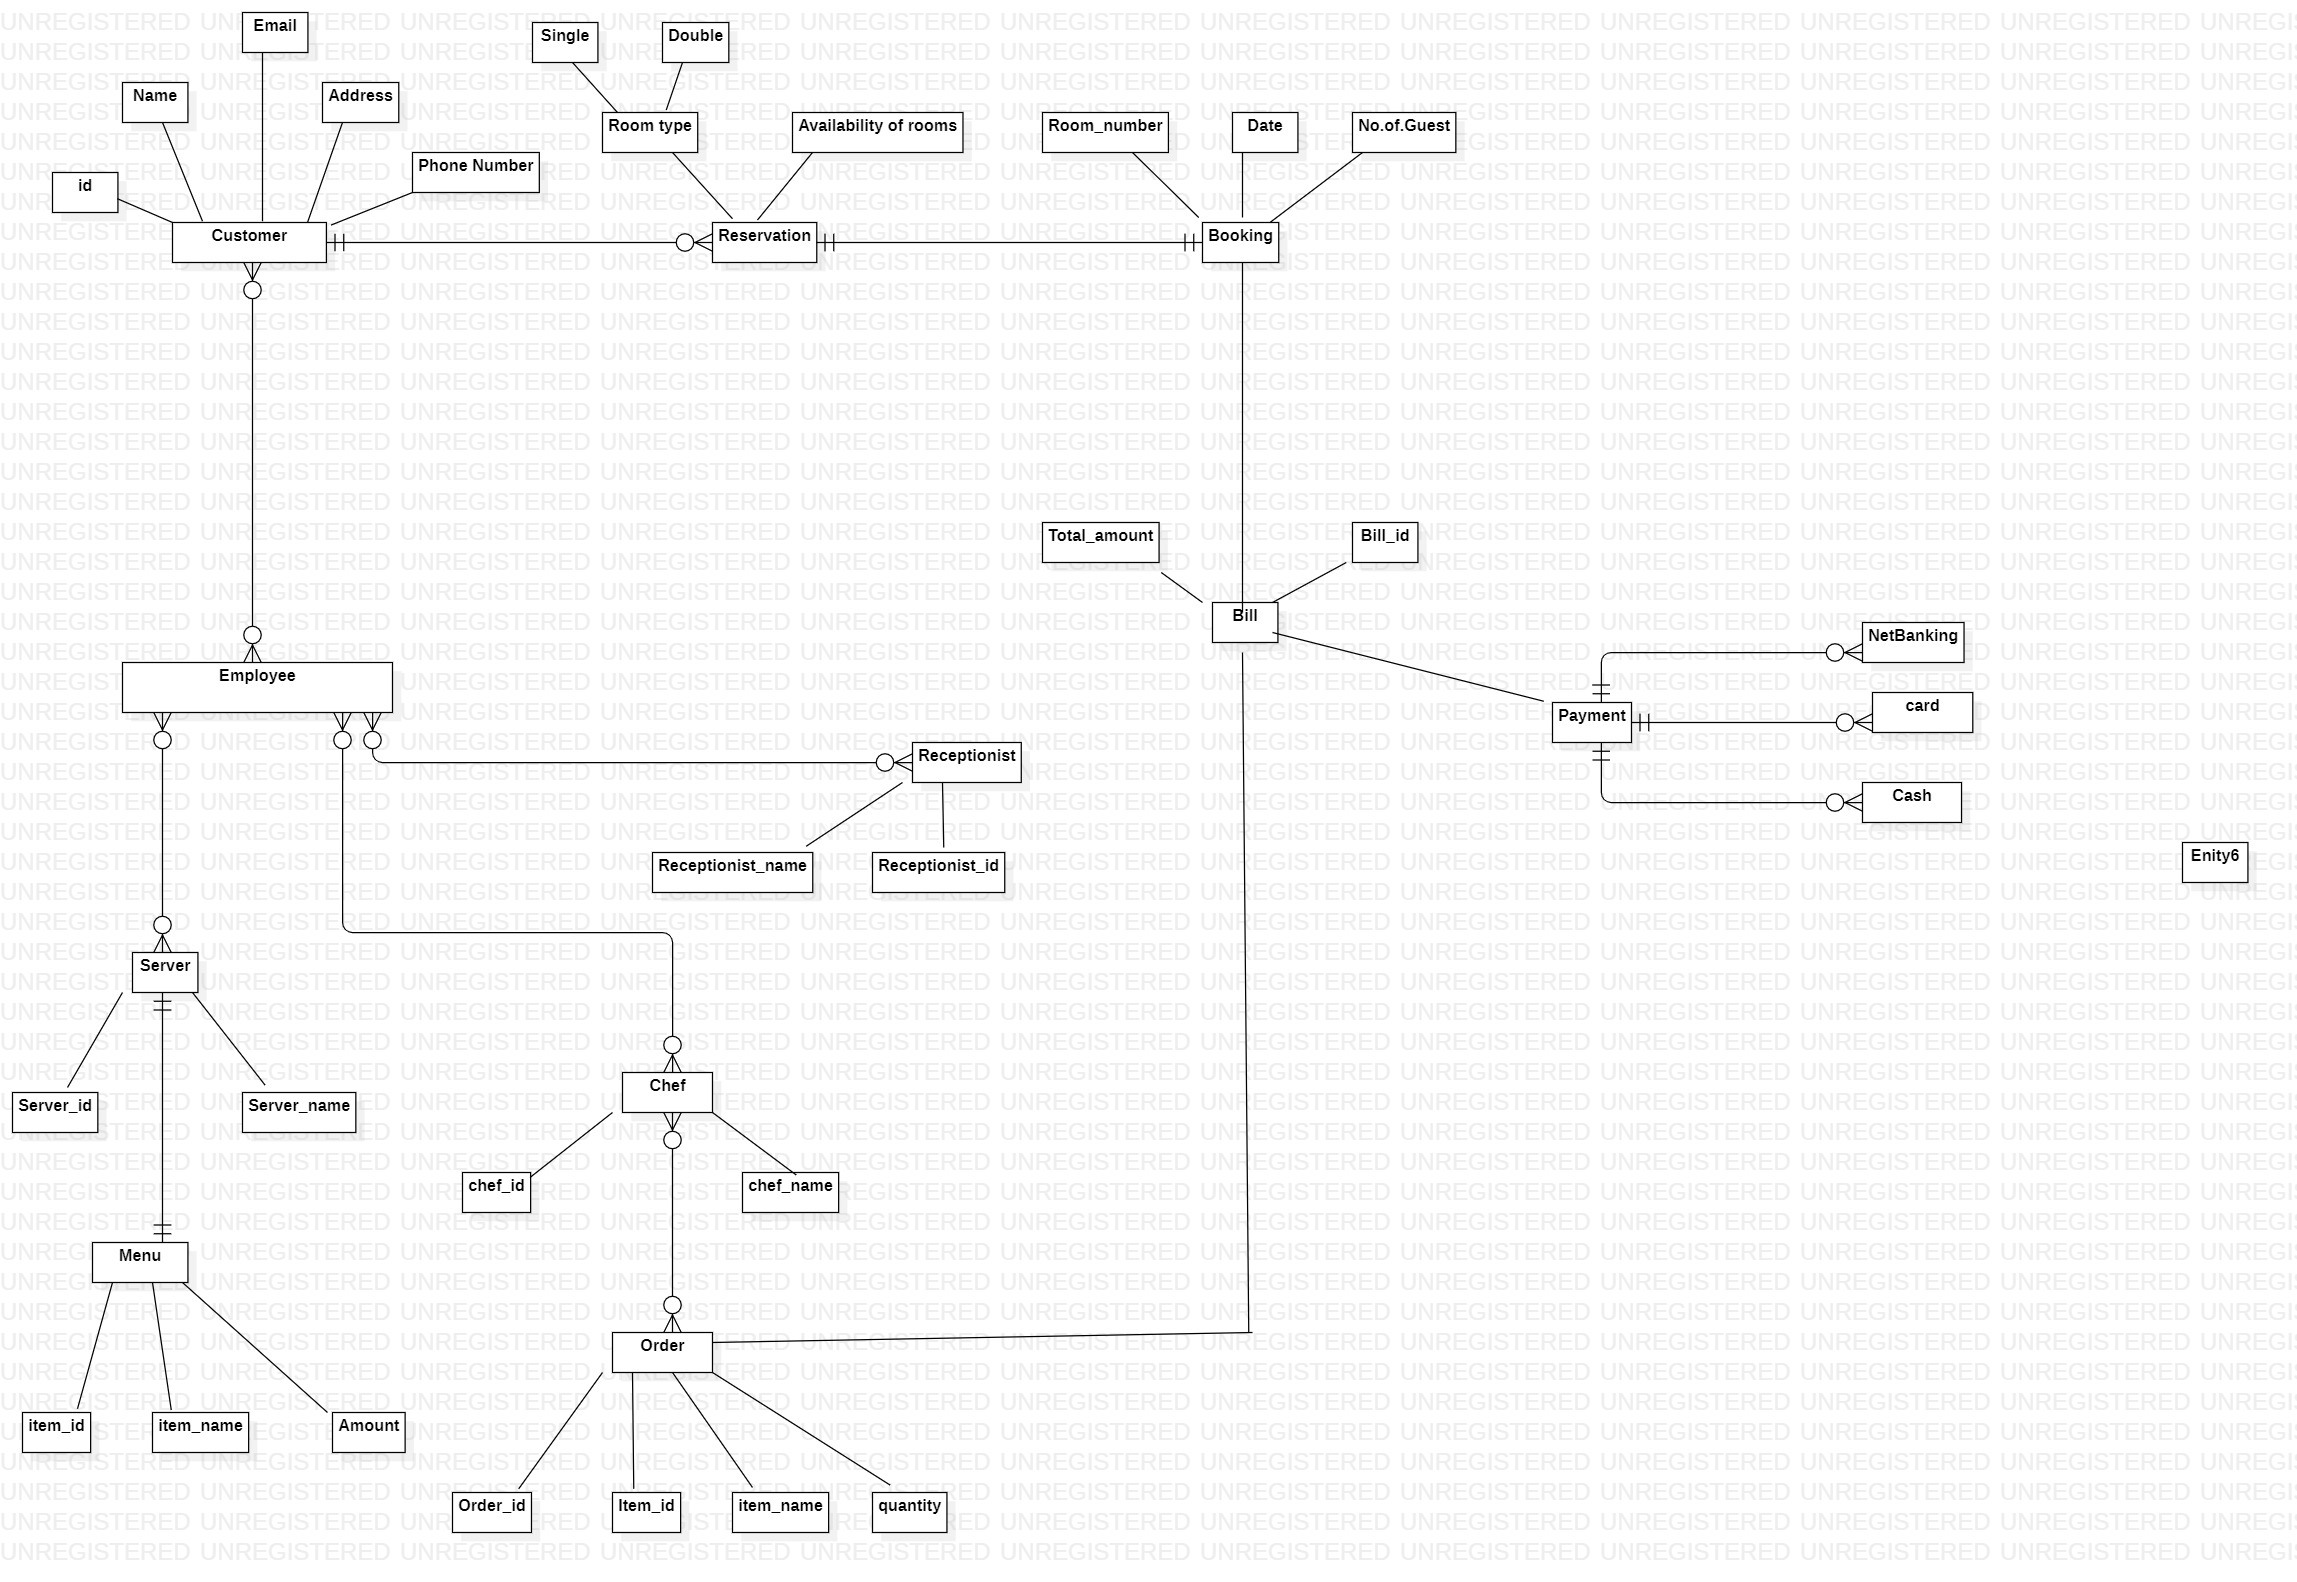 Email
Single
Double
Name
Address
Room type
Availability of rooms
Room_number
Date
No.of.Guest
Phone Number
id
Customer
Reservation
Booking
Total_amount
Bill_id
Bill
NetBanking
Employee
card
Payment
Receptionist
Cash
Receptionist_name
Receptionist_id
Enity6
Server
Chef
Server_id
Server_name
chef_id
chef_name
Menu
Order
item_id
item_name
Amount
Order_id
Item_id
item_name
quantity
UNREGISTERED